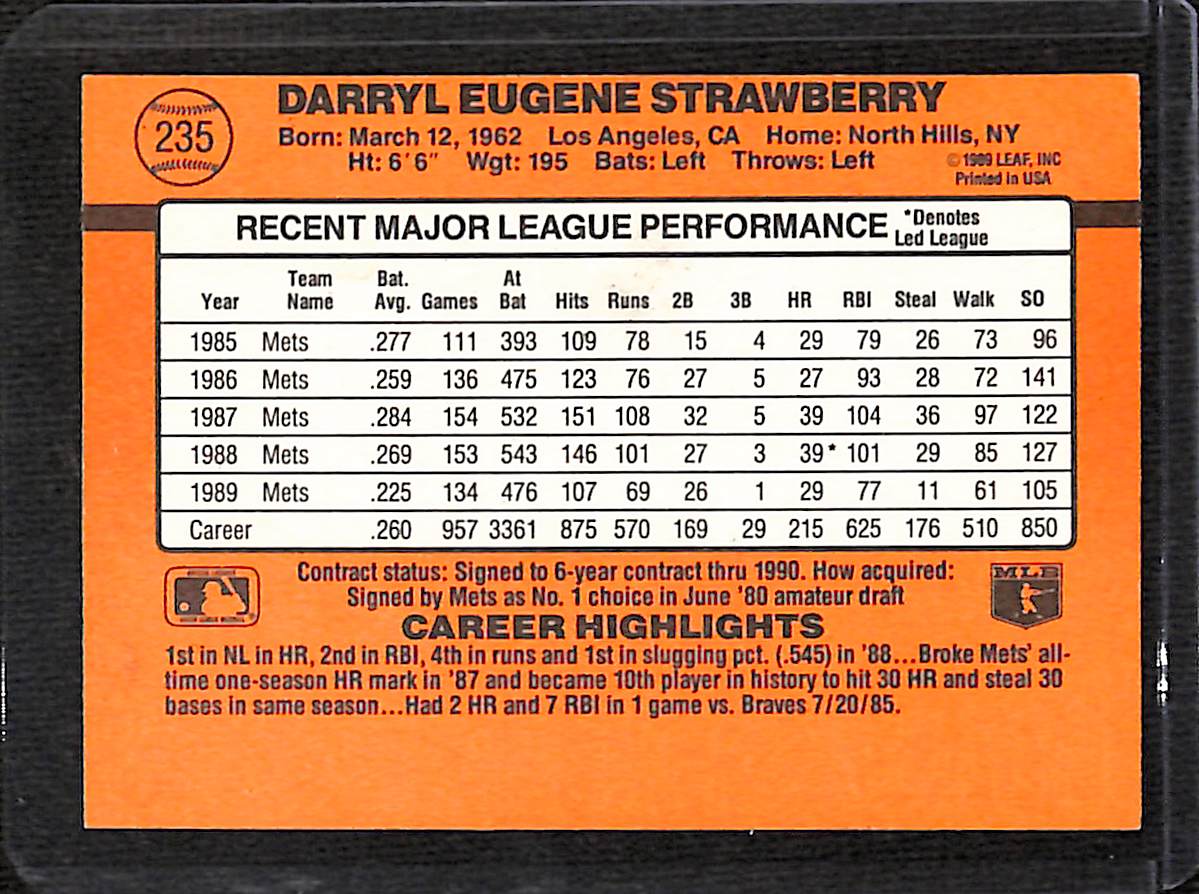 235
DARRYL EUGENE STRAWBERRY
Born: March 12, 1962 Los Angeles, CA Home: North Hills, NY
Ht: 6'6" Wgt: 195 Bats: Left Throws: Left
© 1989 LEAF, INC
Printed in USA
RECENT MAJOR LEAGUE PERFORMANCE *Denotes
Led League
Team Bat. At
Year Name Avg. Games Bat Hits Runs 2B 3B HR RBI Steal Walk SO
1985 Mets .277 111 393 109 78 15 4 29 79 26 73 96
1986 Mets .259 136 475 123 76 27 5 27 93 28 72 141
1987 Mets .284 154 532 151 108 32 5 39 104 36 97 122
1988 Mets .269 153 543 146 101 27 3 39* 101 29 85 127
1989 Mets .225 134 476 107 69 26 1 29 77 11 61 105
Career .260 957 3361 875 570 169 29 215 625 176 510 850
Contract status: Signed to 6-year contract thru 1990. How acquired:
Signed by Mets as No. 1 choice in June '80 amateur draft
MLB
CAREER HIGHLIGHTS
1st in NL in HR, 2nd in RBI, 4th in runs and 1st in slugging pct. (.545) in '88...Broke Mets' all-
time one-season HR mark in '87 and became 10th player in history to hit 30 HR and steal 30
bases in same season...Had 2 HR and 7 RBI in 1 game vs. Braves 7/20/85.